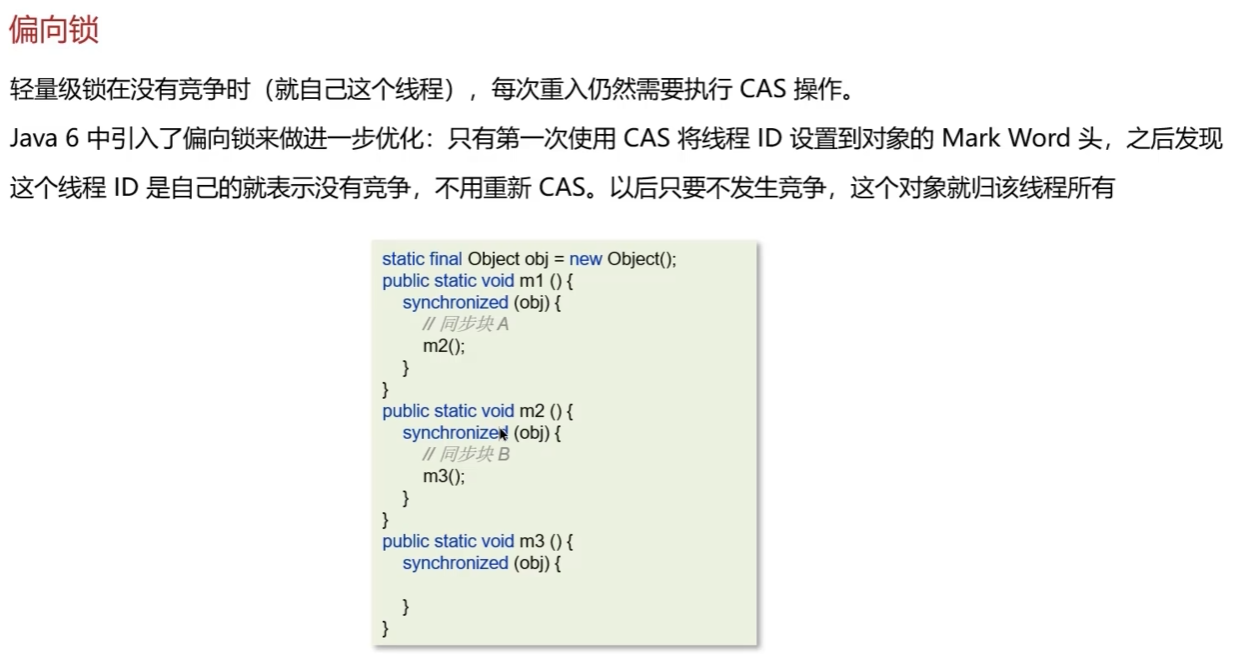 偏向锁
轻量级锁在没有竞争时（就自己这个线程），每次重入仍然需要执行 CAS 操作。
Java 6 中引入了偏向锁来做进一步优化：只有第一次使用 CAS 将线程 ID 设置到对象的 Mark Word 头，之后发现
这个线程 ID 是自己的就表示没有竞争，不用重新 CAS。以后只要不发生竞争，这个对象就归该线程所有
static final Object obj = new Object();
public static void m1 () {
synchronized (obj) {
// 同步块 A
m2();
}
}
public static void m2 () {
synchronized (obj) {
// 同步块 B
m3();
}
}
public static void m3 () {
synchronized (obj) {
}
}